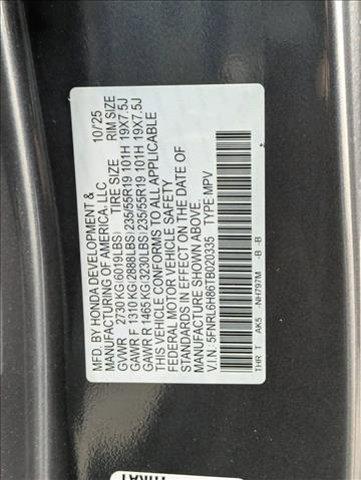 MFD. BY HONDA DEVELOPMENT & 10/25
MANUFACTURING OF AMERICA, LLC
GVWR 2730 KG (6019LBS) TIRE SIZE RIM SIZE
GAWR F 1310 KG (2888LBS) 235/55R19 101H 19X7.5J
GAWR R 1465 KG (3230LBS) 235/55R19 101H 19X7.5J
THIS VEHICLE CONFORMS TO ALL APPLICABLE
FEDERAL MOTOR VEHICLE SAFETY
STANDARDS IN EFFECT ON THE DATE OF
MANUFACTURE SHOWN ABOVE.
V.I.N. 5FNRL6H861B020335 TYPE MPV
THR T AK5 -NH797M -B -B